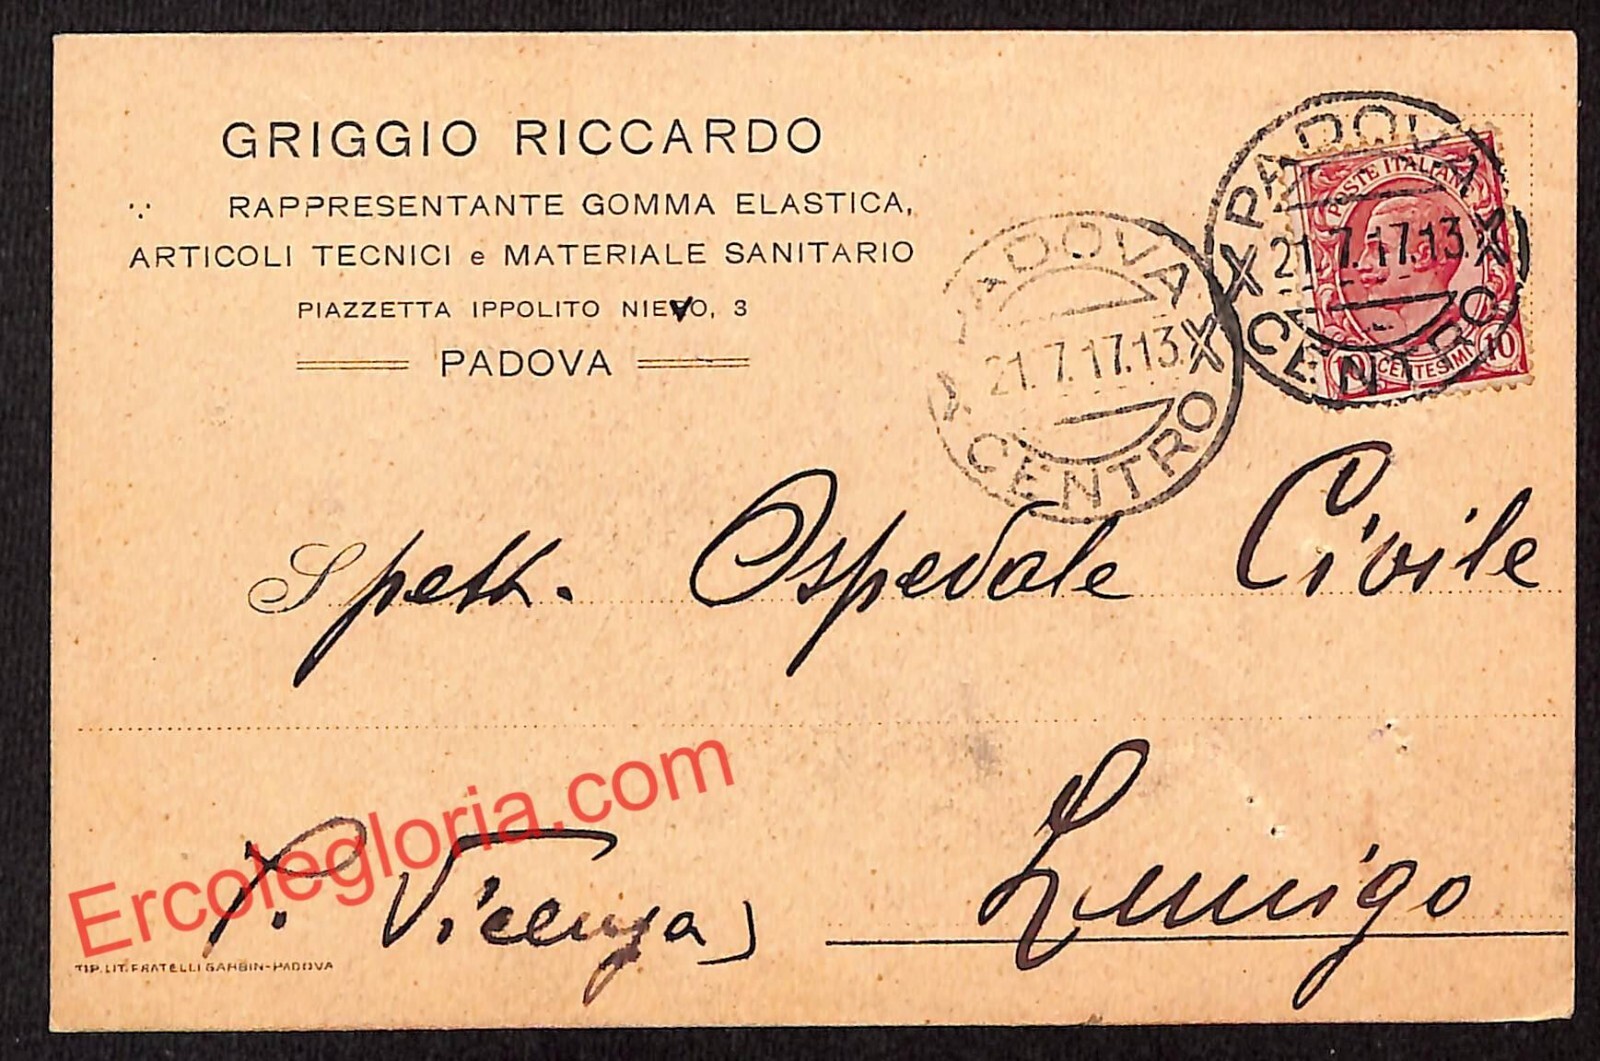 GRIGGIO RICCARDO
RAPPRESENTANTE GOMMA ELASTICA,
ARTICOLI TECNICI e MATERIALE SANITARIO
PIAZZETTA IPPOLITO NIEVO, 3
PADOVA
PADOVA
21.7.17.13.X
CENTRO
PADOVA
21.7.17.13.X
CENTRO
POSTE ITALIANE
10 CENTESIMI 10
Spett. Ospedale Civile
Lunigo
P. Vicenza)
Ercolegloria.com
TIP. LIT. FRATELLI GARBIN-PADOVA